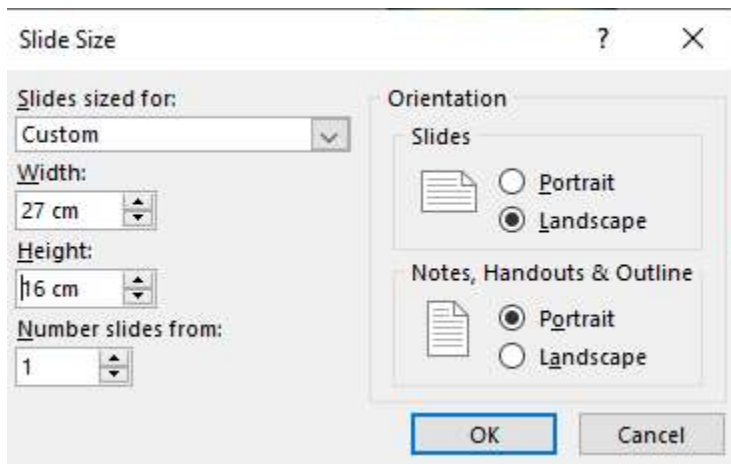 Slide Size
?
Slides sized for:
Custom
Width:
27 cm
Height:
16 cm
Number slides from:
1
Orientation
Slides
Portrait
Landscape
Notes, Handouts & Outline
Portrait
Landscape
OK
Cancel